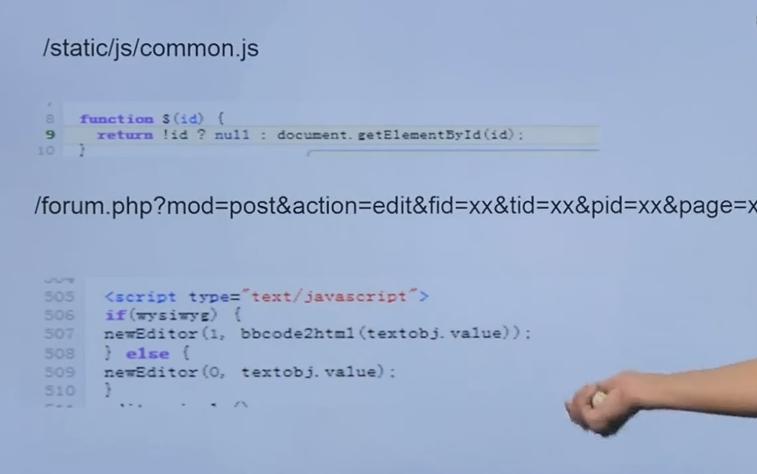 /static/js/common.js
8 function $(id) {
9 return !id ? null : document.getElementById(id);
10 }
/forum.php?mod=post&action=edit&fid=xx&tid=xx&pid=xx&page=x
504
505 <script type="text/javascript">
506 if(wysiwyg) {
507 newEditor(1, bbcode2html(textobj.value));
508 } else {
509 newEditor(0, textobj.value);
510 }